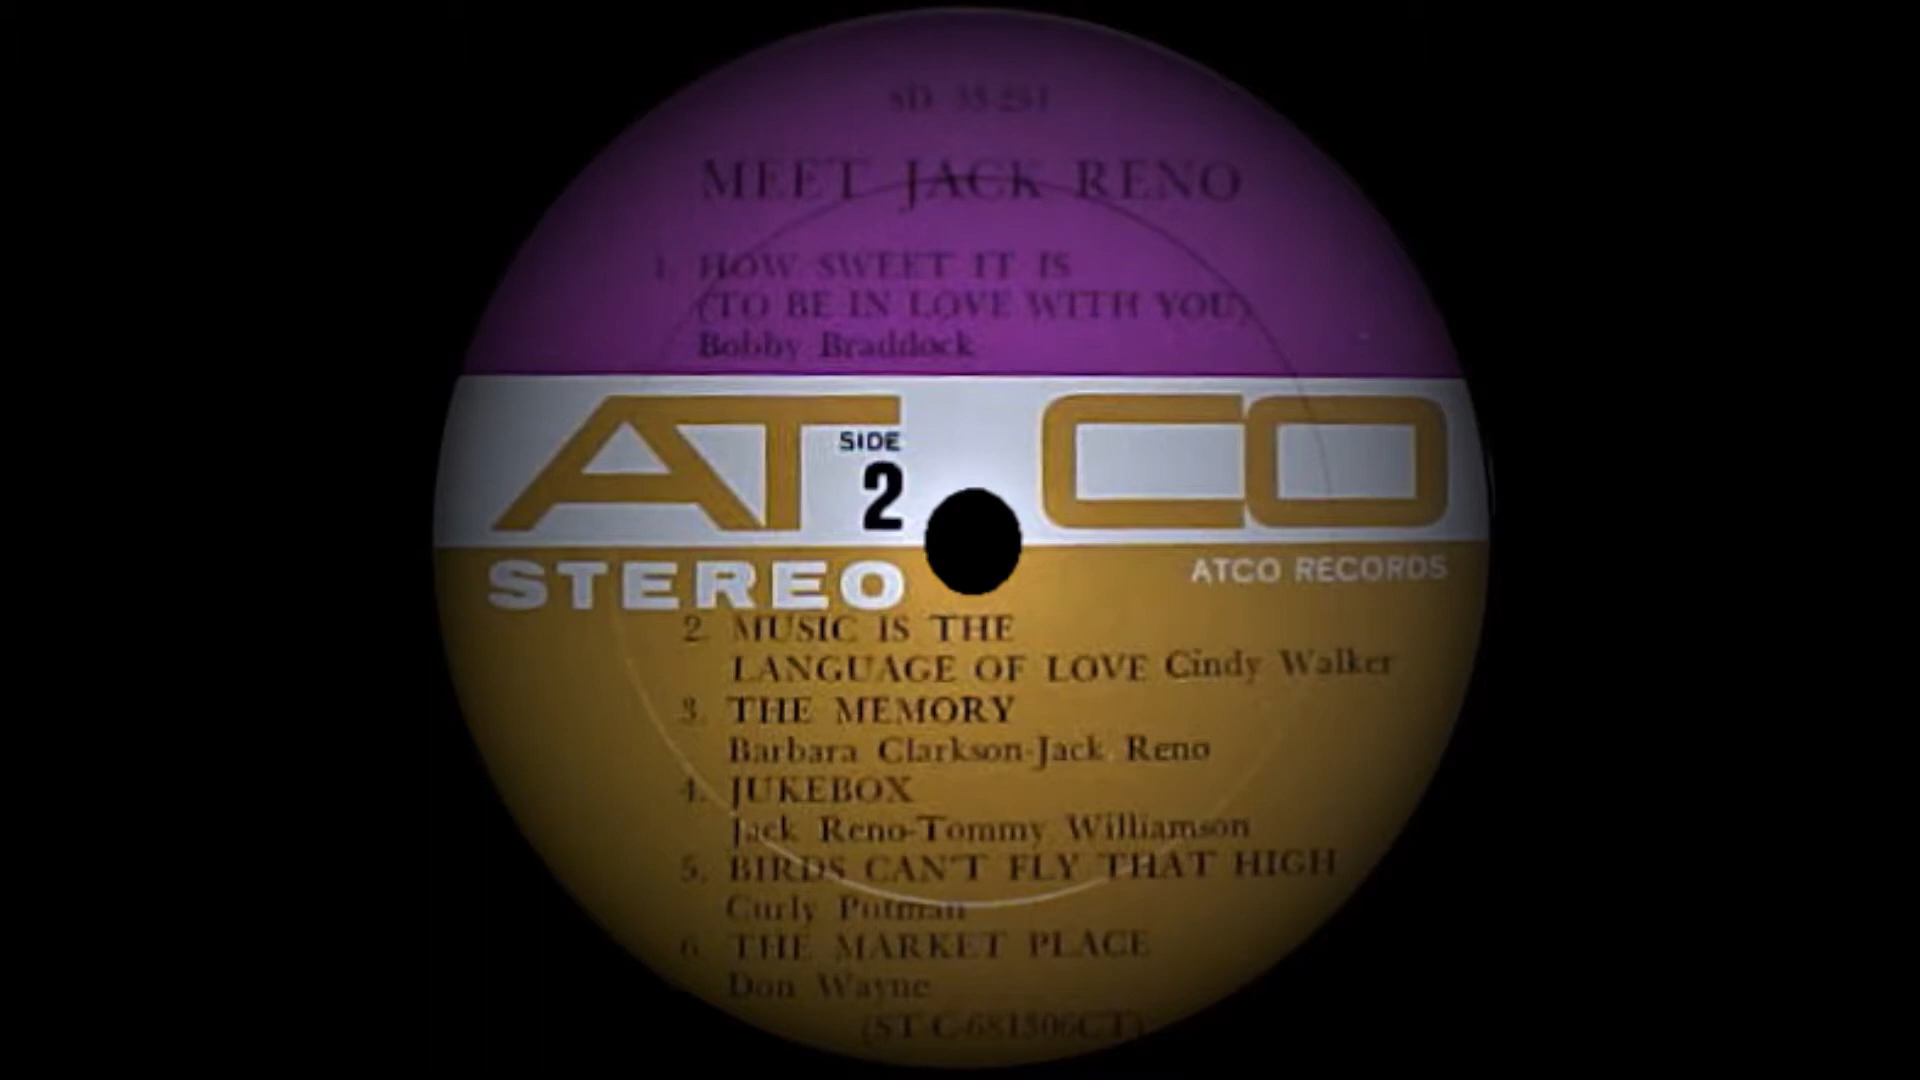 SD 33-251
MEET JACK RENO
1. HOW SWEET IT IS
(TO BE IN LOVE WITH YOU)
Bobby Braddock
ATCO
SIDE
2
STEREO
ATCO RECORDS
2. MUSIC IS THE
LANGUAGE OF LOVE Cindy Walker
3. THE MEMORY
Barbara Clarkson-Jack Reno
4. JUKEBOX
Jack Reno-Tommy Williamson
5. BIRDS CAN'T FLY THAT HIGH
Curly Putman
6. THE MARKET PLACE
Don Wayne
(ST-C-681506CT)